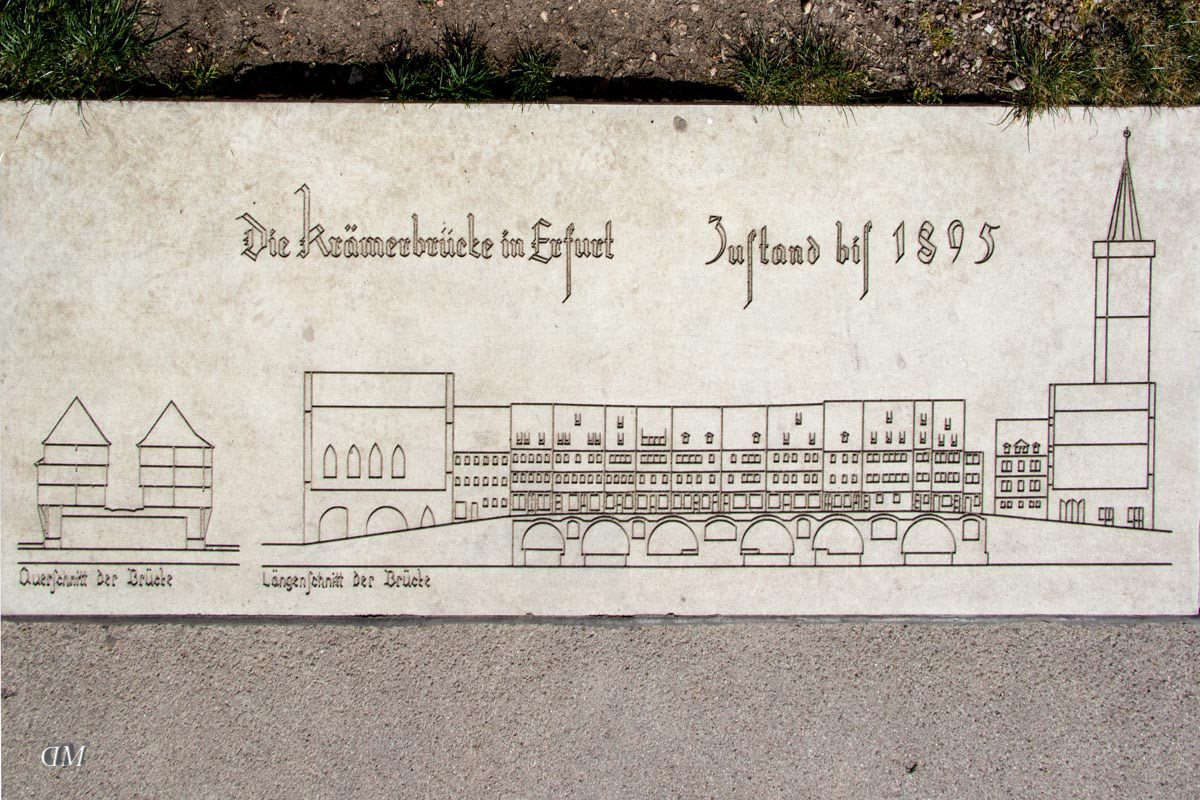 Die Krämerbrücke in Erfurt Zuſtand biſ 1895
Querſchnitt der Brücke Längenſchnitt der Brücke
DM